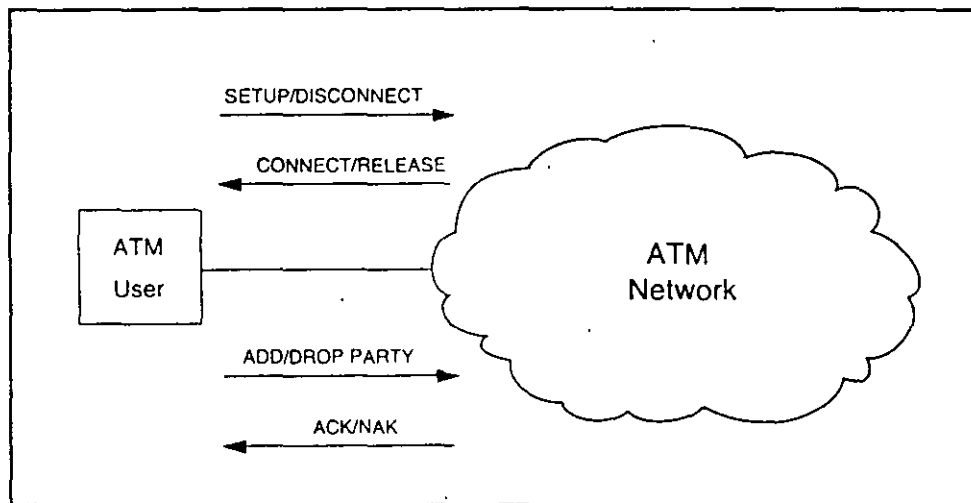 SETUP/DISCONNECT
CONNECT/RELEASE
ATM
User
ATM
Network
ADD/DROP PARTY
ACK/NAK